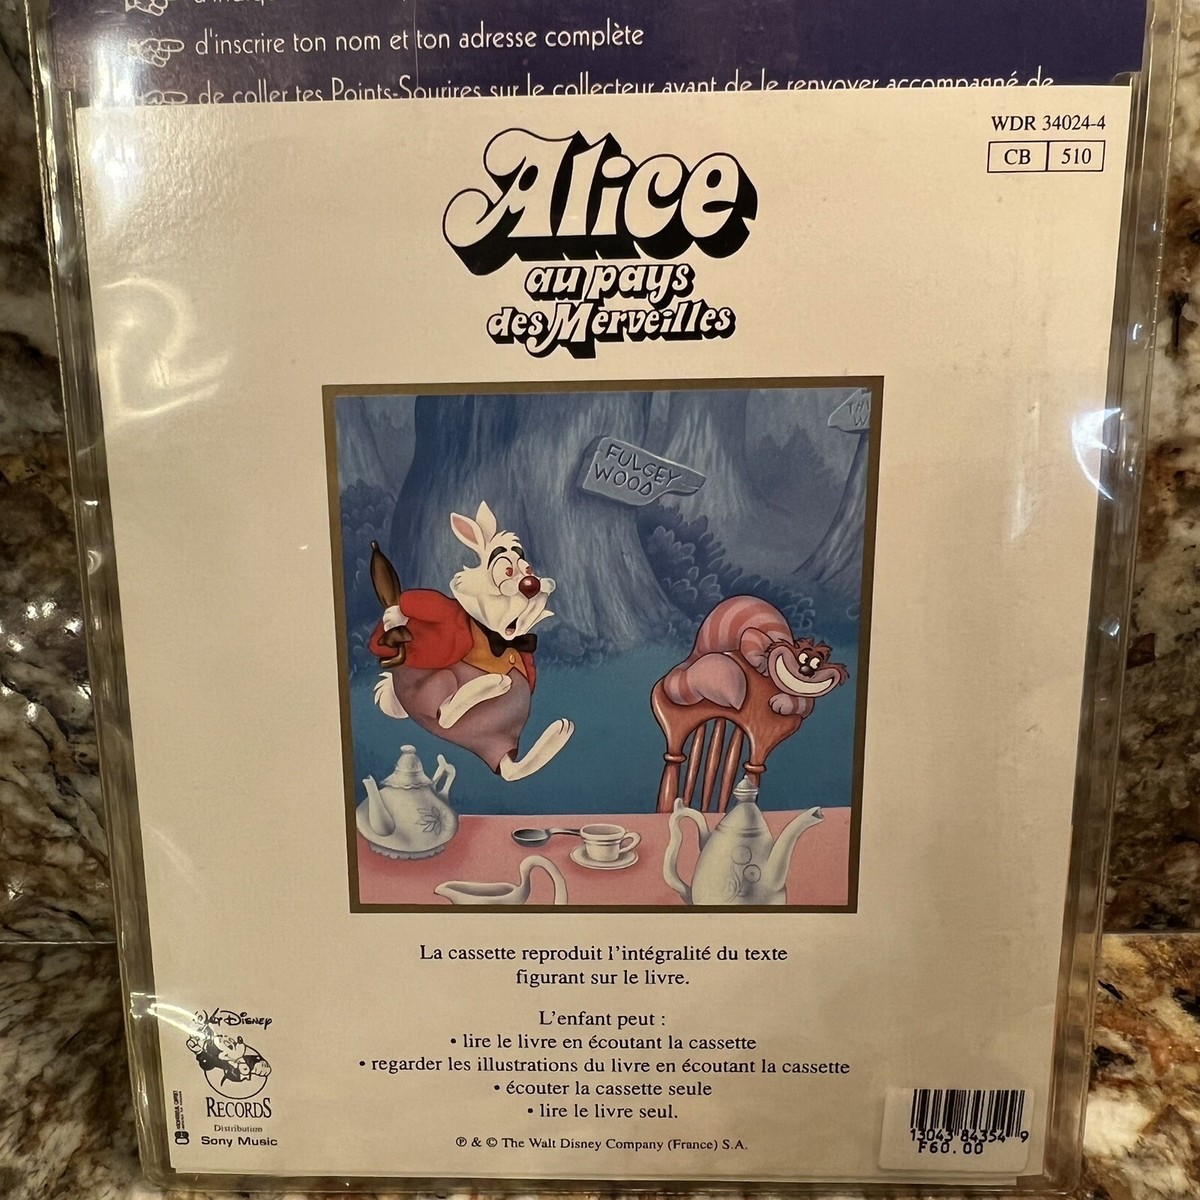 d'inscrire ton nom et ton adresse complète
de coller tes Points-Sourires sur le collecteur avant de le renvoyer accompagné de
WDR 34024-4
CB 510
Alice
au pays
des Merveilles
FULGEY
WOOD
La cassette reproduit l'intégralité du texte
figurant sur le livre.
L'enfant peut :
• lire le livre en écoutant la cassette
• regarder les illustrations du livre en écoutant la cassette
• écouter la cassette seule
• lire le livre seul.
WALT DISNEY
RECORDS
Distribution
Sony Music
℗ & © The Walt Disney Company (France) S.A.
13043 84354 9
F60.00